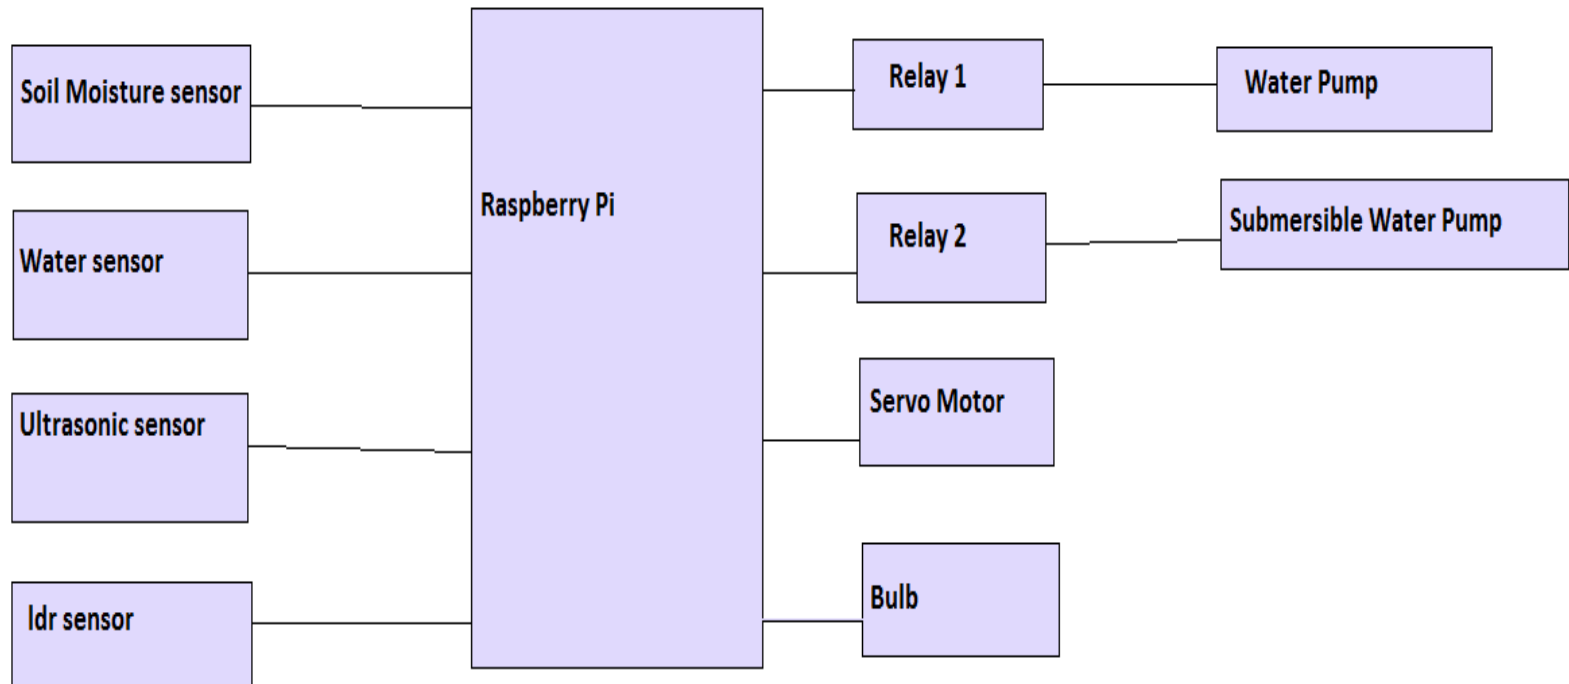 Soil Moisture sensor
Water sensor
Ultrasonic sensor
ldr sensor
Raspberry Pi
Relay 1
Relay 2
Servo Motor
Bulb
Water Pump
Submersible Water Pump